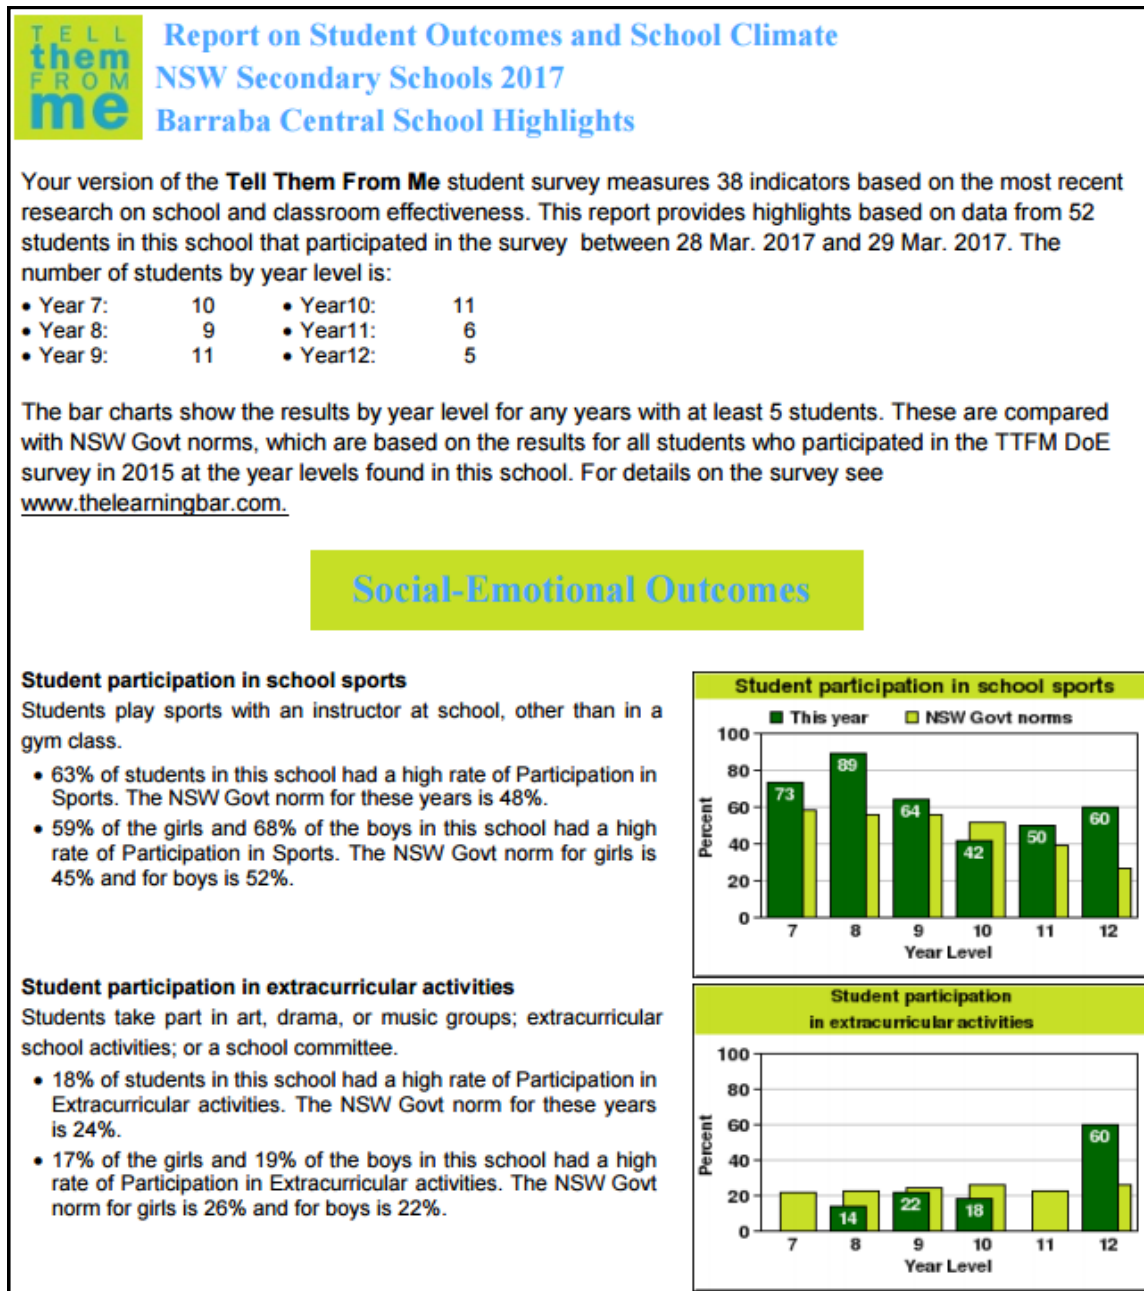 TELL
them
FROM
me
Report on Student Outcomes and School Climate
NSW Secondary Schools 2017
Barraba Central School Highlights
Your version of the Tell Them From Me student survey measures 38 indicators based on the most recent
research on school and classroom effectiveness. This report provides highlights based on data from 52
students in this school that participated in the survey between 28 Mar. 2017 and 29 Mar. 2017. The
number of students by year level is:
• Year 7: 10 • Year10: 11
• Year 8: 9 • Year11: 6
• Year 9: 11 • Year12: 5
The bar charts show the results by year level for any years with at least 5 students. These are compared
with NSW Govt norms, which are based on the results for all students who participated in the TTFM DoE
survey in 2015 at the year levels found in this school. For details on the survey see
www.thelearningbar.com.
Social-Emotional Outcomes
Student participation in school sports
Students play sports with an instructor at school, other than in a
gym class.
• 63% of students in this school had a high rate of Participation in
Sports. The NSW Govt norm for these years is 48%.
• 59% of the girls and 68% of the boys in this school had a high
rate of Participation in Sports. The NSW Govt norm for girls is
45% and for boys is 52%.
Student participation in school sports
This year NSW Govt norms
Percent
100
80
60
40
20
0
73
89
64
42
50
60
7 8 9 10 11 12
Year Level
Student participation in extracurricular activities
Students take part in art, drama, or music groups; extracurricular
school activities; or a school committee.
• 18% of students in this school had a high rate of Participation in
Extracurricular activities. The NSW Govt norm for these years
is 24%.
• 17% of the girls and 19% of the boys in this school had a high
rate of Participation in Extracurricular activities. The NSW Govt
norm for girls is 26% and for boys is 22%.
Student participation
in extracurricular activities
Percent
100
80
60
40
20
0
14
22
18
60
7 8 9 10 11 12
Year Level